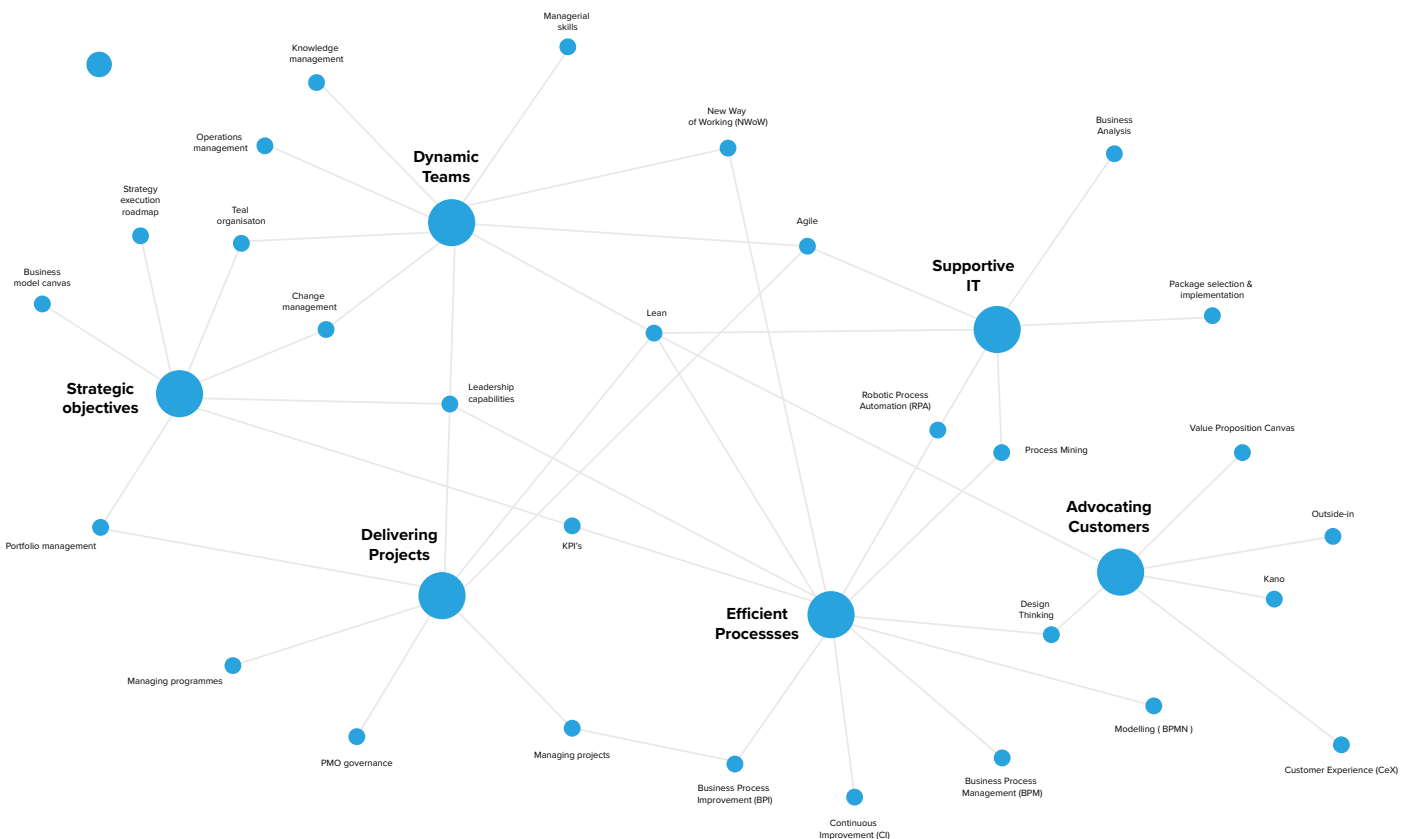 Managerial
skills
Knowledge
management
New Way
of Working (NWoW)
Business
Analysis
Operations
management
Dynamic
Teams
Strategy
execution
roadmap
Teal
organisaton
Agile
Supportive
IT
Business
model canvas
Change
management
Lean
Package selection &
implementation
Strategic
objectives
Leadership
capabilities
Robotic Process
Automation (RPA)
Process Mining
Value Proposition Canvas
Advocating
Customers
Outside-in
Portfolio management
Delivering
Projects
KPI's
Kano
Efficient
Processses
Design
Thinking
Managing programmes
PMO governance
Managing projects
Modelling ( BPMN )
Business Process
Improvement (BPI)
Business Process
Management (BPM)
Customer Experience (CeX)
Continuous
Improvement (CI)